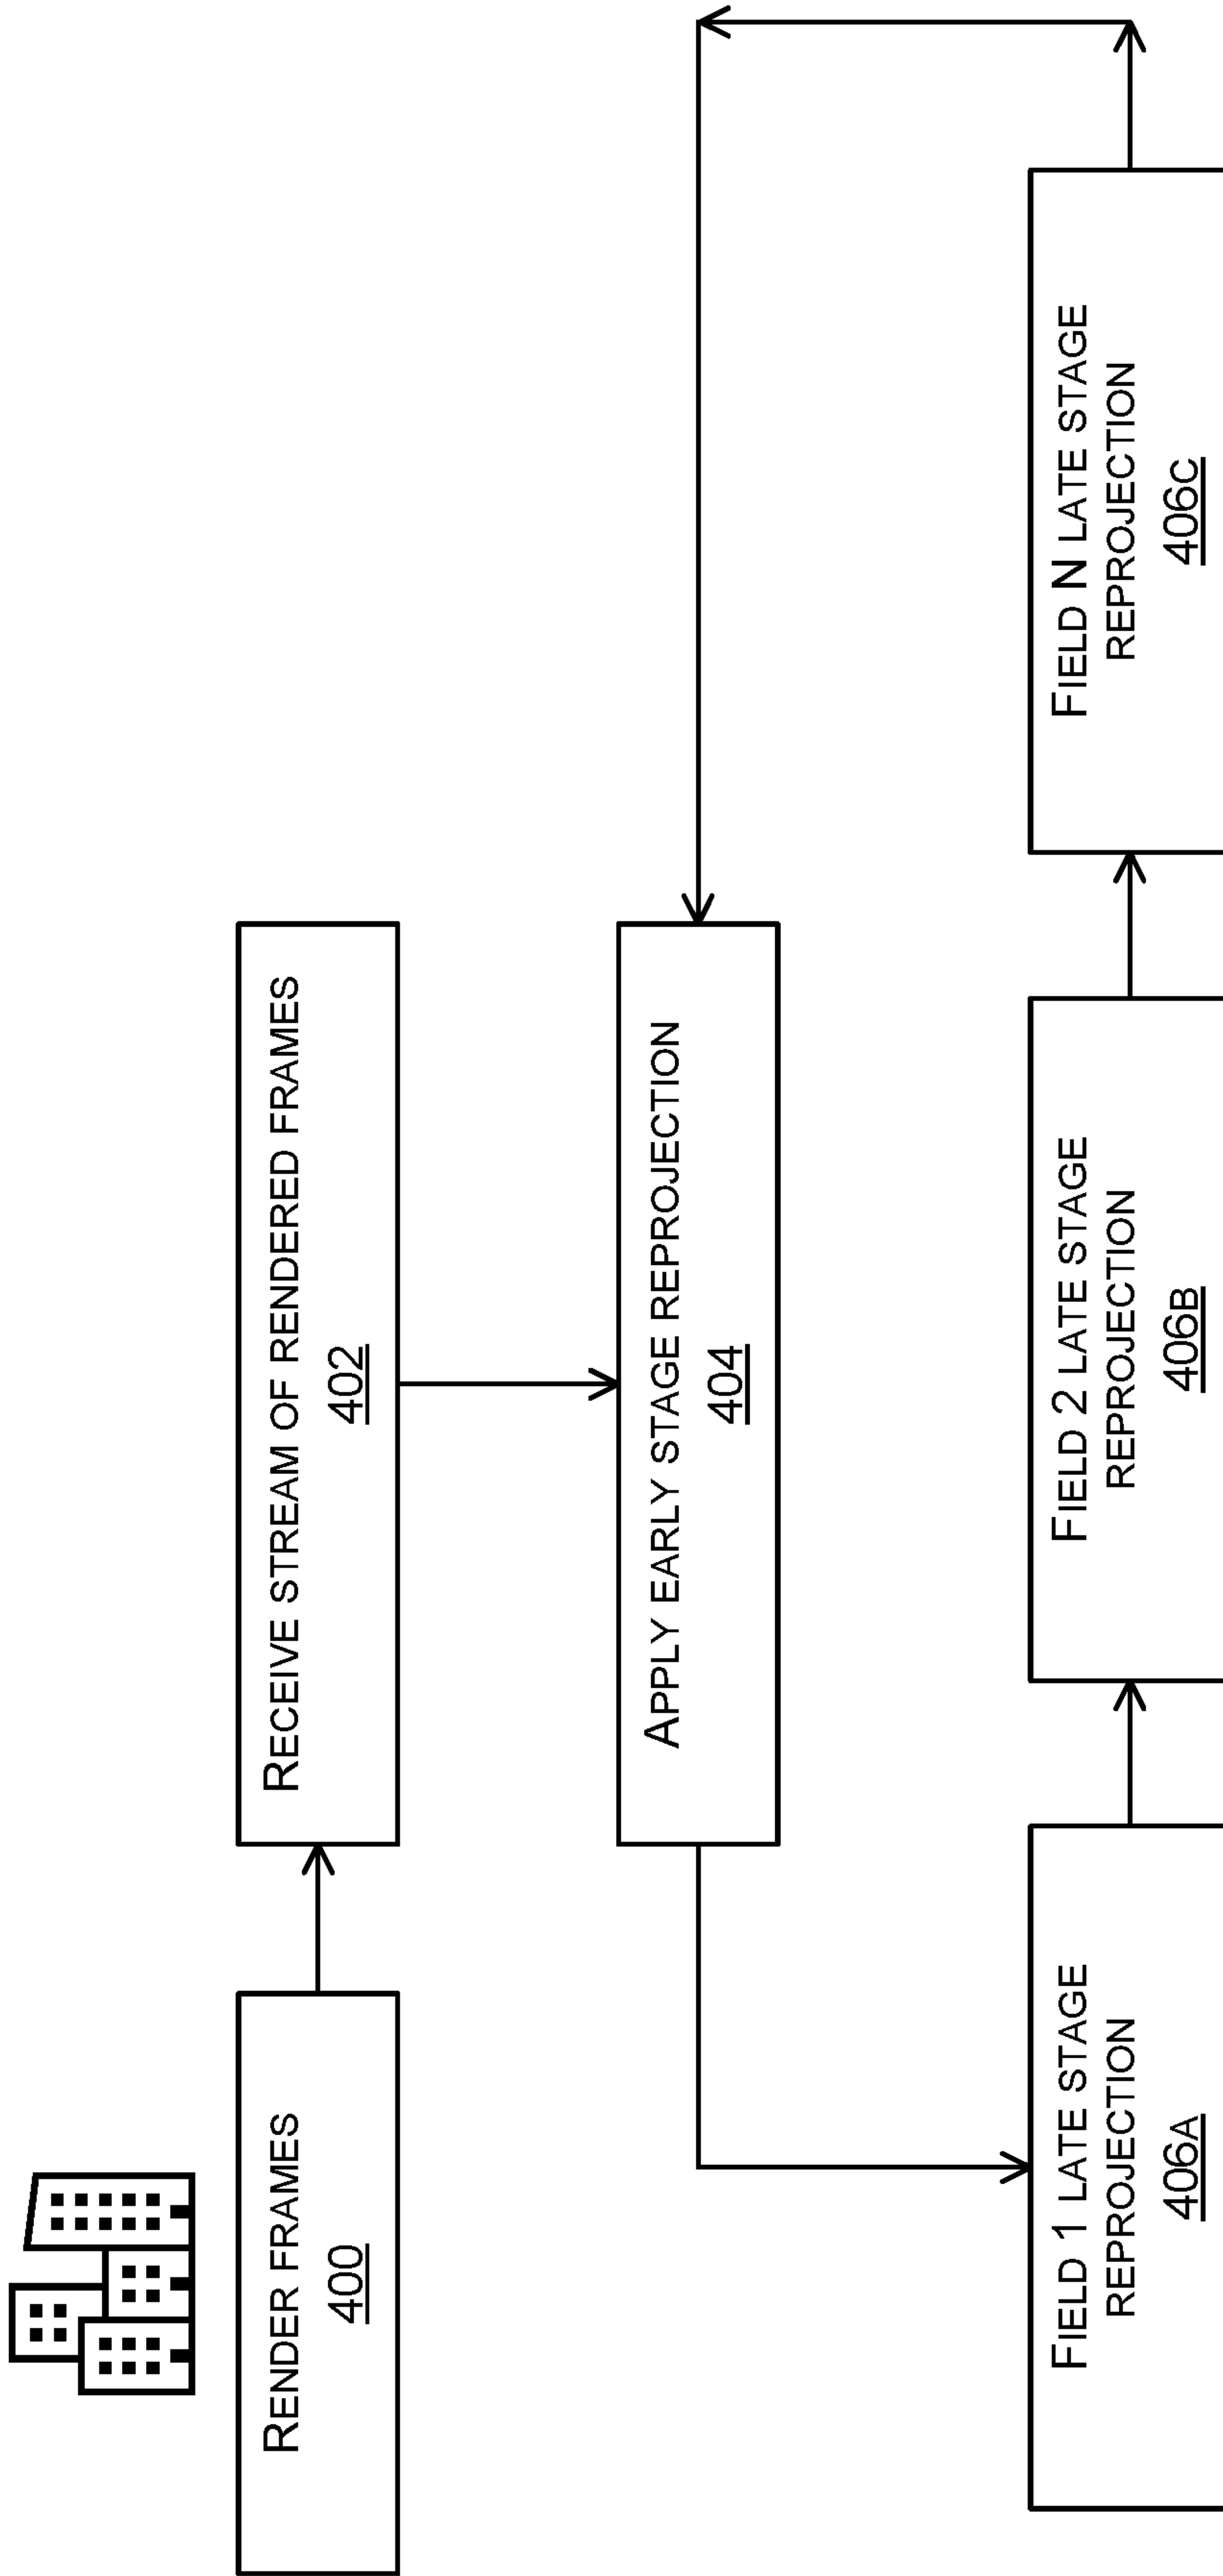 RENDER FRAMES
400
RECEIVE STREAM OF RENDERED FRAMES
402
APPLY EARLY STAGE REPROJECTION
404
FIELD 1 LATE STAGE
REPROJECTION
406A
FIELD 2 LATE STAGE
REPROJECTION
406B
FIELD N LATE STAGE
REPROJECTION
406C